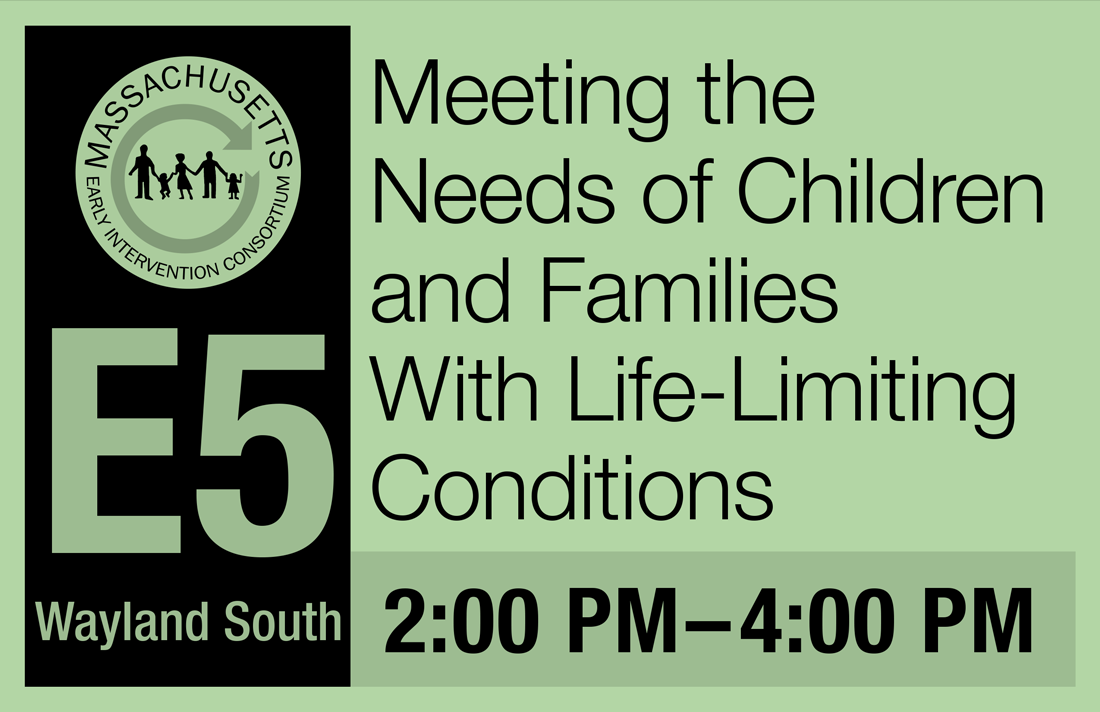 MASSACHUSETTS
EARLY INTERVENTION CONSORTIUM
E5
Wayland South
Meeting the
Needs of Children
and Families
With Life-Limiting
Conditions
2:00 PM–4:00 PM